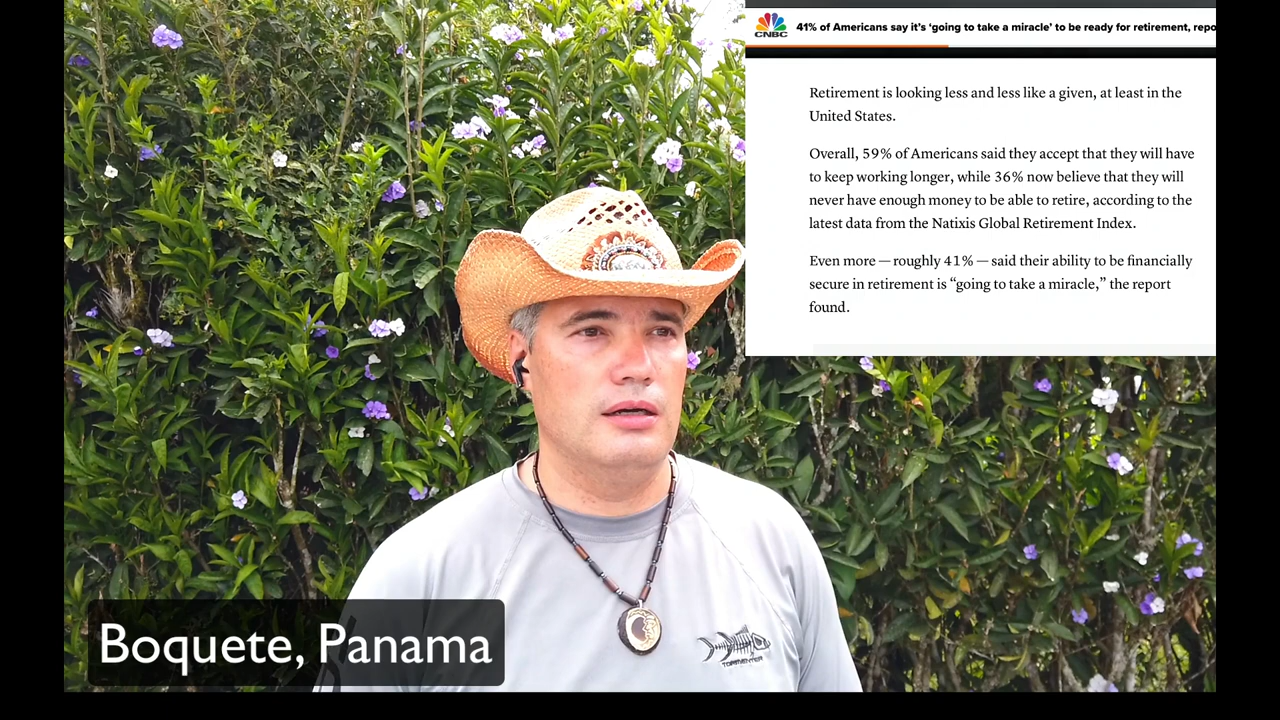 CNBC
41% of Americans say it's ‘going to take a miracle’ to be ready for retirement, repo
Retirement is looking less and less like a given, at least in the
United States.
Overall, 59% of Americans said they accept that they will have
to keep working longer, while 36% now believe that they will
never have enough money to be able to retire, according to the
latest data from the Natixis Global Retirement Index.
Even more — roughly 41% — said their ability to be financially
secure in retirement is “going to take a miracle,” the report
found.
TORMENTER
Boquete, Panama